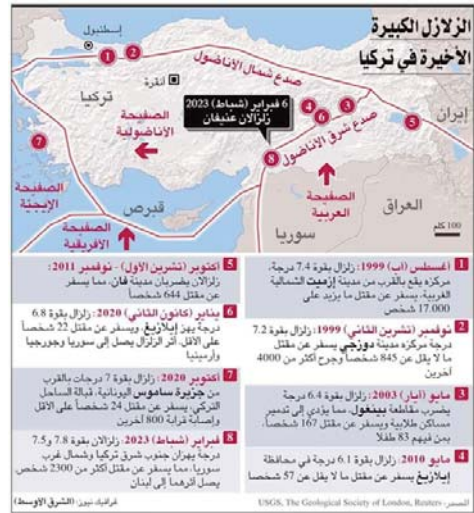 الزلازل الكبيرة
الأخيرة في تركيا
إسطنبول
أنقرة
تركيا
صدع شمال الأناضول
صدع شرق الأناضول
6 فبراير (شباط) 2023
زلزالان عنيفان
الصفيحة
الأناضولية
الصفيحة
الإيجيّة
الصفيحة
الأفريقية
الصفيحة
العربية
قبرص
سوريا
العراق
إيران
100 كلم
1 2 3 4 5 6 7 8
1 أغسطس (آب) 1999: زلزال بقوة 7.4 درجة،
مركزه يقع بالقرب من مدينة إزميت الشمالية
الغربية، يسفر عن مقتل ما يزيد على
17.000 شخص
2 نوفمبر (تشرين الثاني) 1999: زلزال بقوة 7.2
درجة مركزه مدينة دوزجي يسفر عن مقتل
ما لا يقل عن 845 شخصاً وجرح أكثر من 4000
آخرين
3 مايو (أيار) 2003: زلزال بقوة 6.4 درجة
يضرب مقاطعة بينغول، مما يؤدي إلى تدمير
مساكن طلابية ويسفر عن مقتل 167 شخصاً،
بمن فيهم 83 طفلا
4 مايو 2010: زلزال بقوة 6.1 درجة في محافظة
إيلازيغ يسفر عن مقتل ما لا يقل عن 57 شخصا
5 أكتوبر (تشرين الأول) - نوفمبر 2011:
زلزالان يضربان مدينة فان، مما يسفر
عن مقتل 644 شخصاً
6 يناير (كانون الثاني) 2020: زلزال بقوة 6.8
درجة يهز إيلازيغ، ويسفر عن مقتل 22 شخصاً
على الأقل، أثر الزلزال يصل إلى سوريا وجورجيا
وأرمينيا
7 أكتوبر 2020: زلزال بقوة 7 درجات بالقرب
من جزيرة ساموس اليونانية، قبالة الساحل
التركي، يسفر عن مقتل 24 شخصاً على الأقل
وإصابة قرابة 800 آخرين
8 فبراير (شباط) 2023: زلزالان بقوة 7.8 و7.5
درجة يهزان جنوب شرق تركيا وشمال غرب
سوريا، مما يسفر عن مقتل أكثر من 2300 شخص
يصل أثرهما إلى لبنان
المصدر: USGS, The Geological Society of London, Reuters
غرافيك نيوز: (الشرق الأوسط)